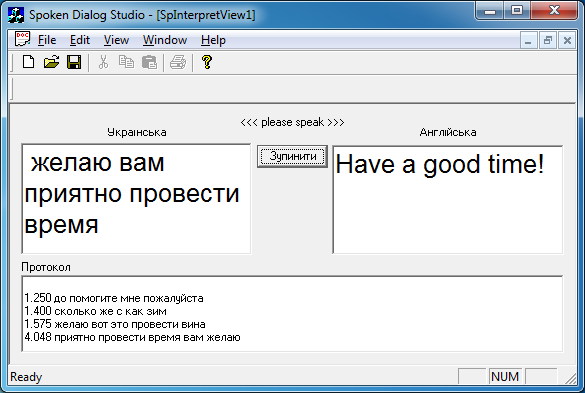 Spoken Dialog Studio - [SpInterpretView1]
File Edit View Window Help
<<< please speak >>>
Українська
Англійська
Зупинити
желаю вам
приятно провести
время
Have a good time!
Протокол
1.250 до помогите мне пожалуйста
1.400 сколько же с как зим
1.575 желаю вот это провести вина
4.048 приятно провести время вам желаю
Ready
NUM